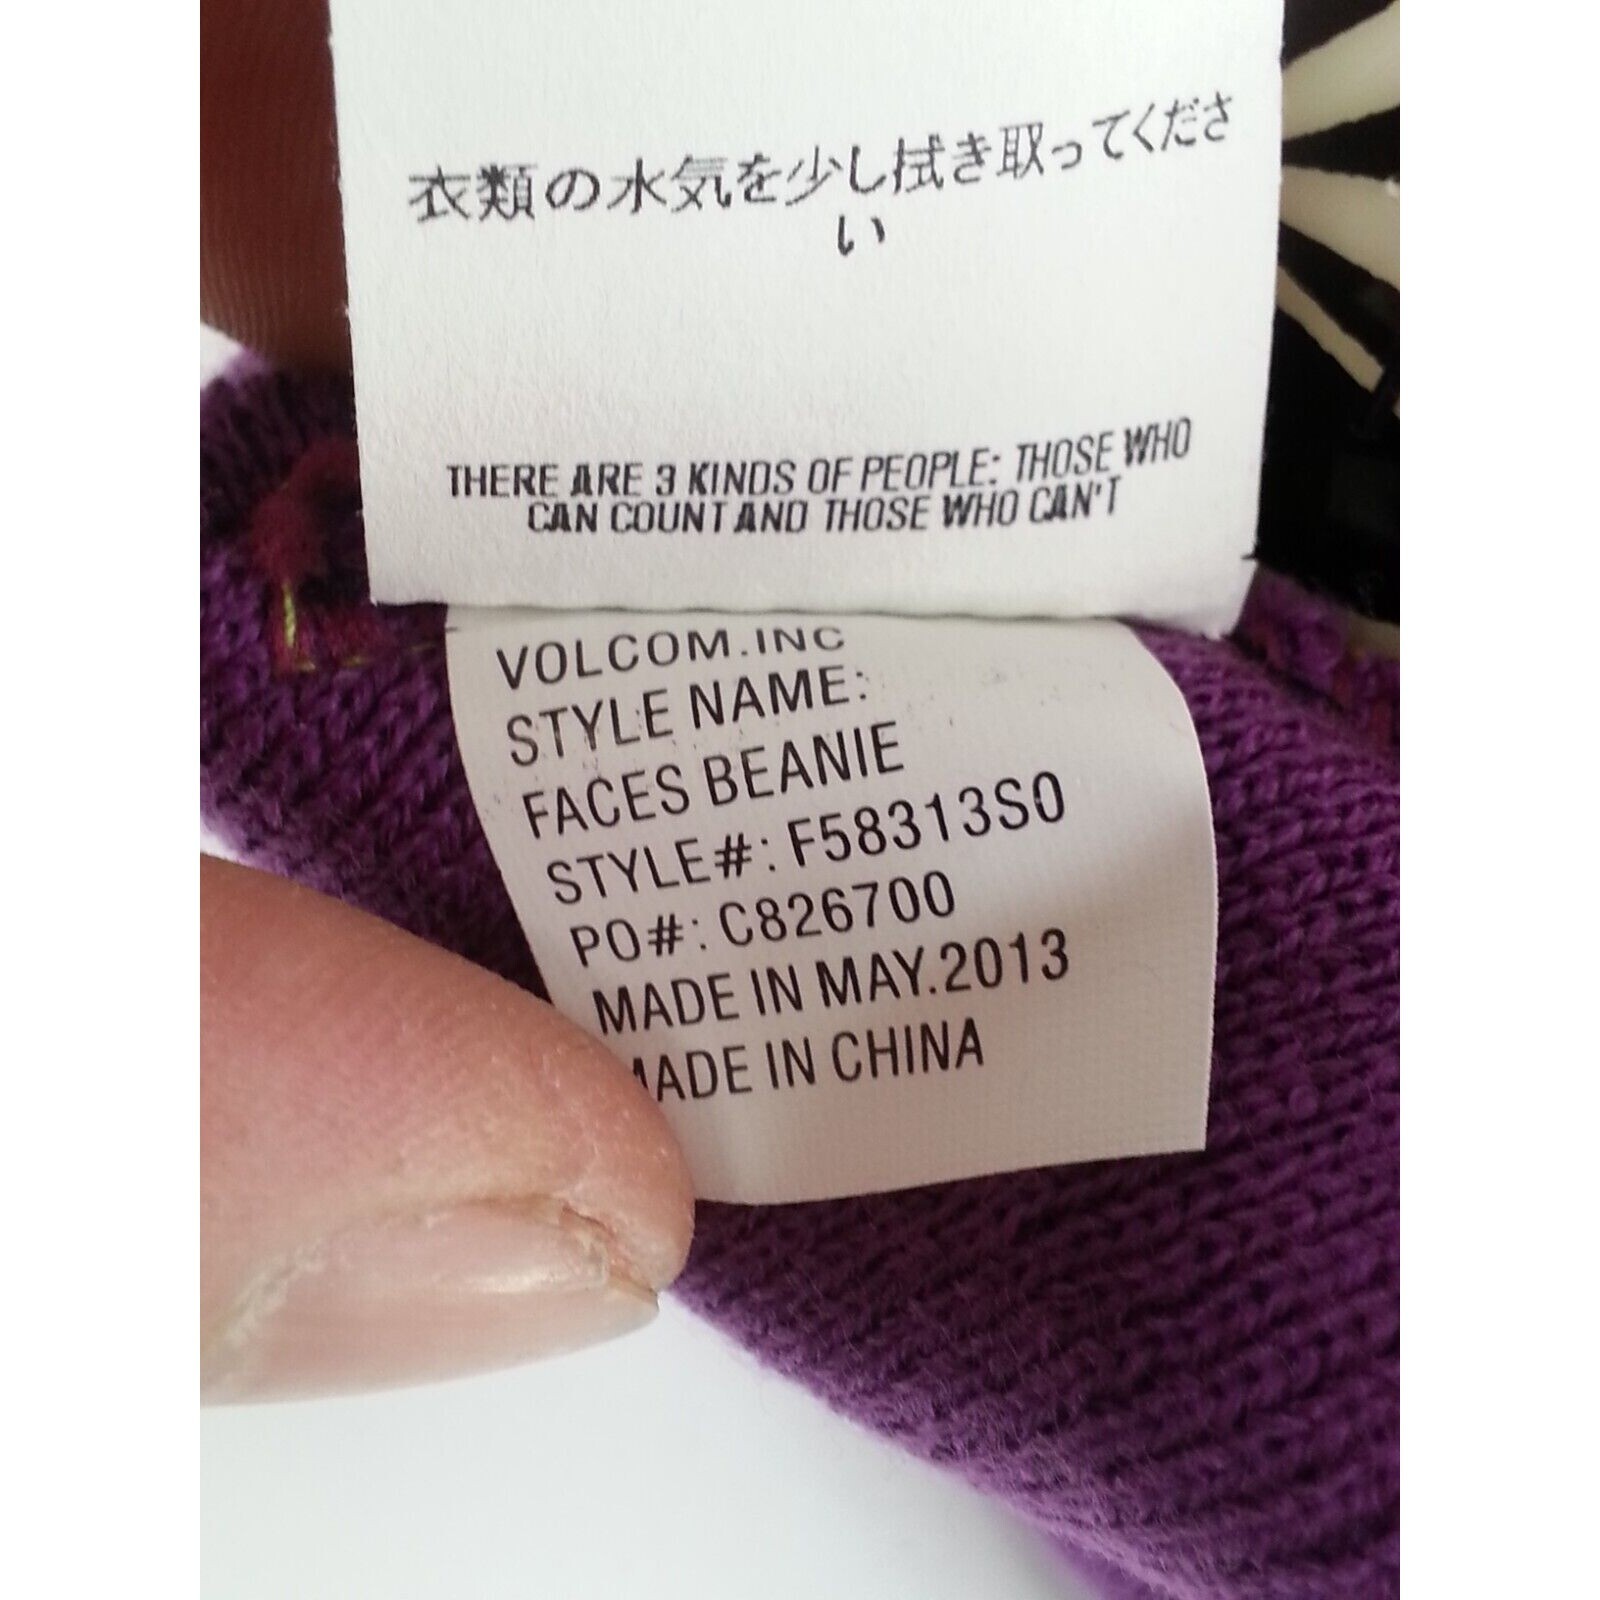 衣類の水気を少し拭き取ってくださ
い
THERE ARE 3 KINDS OF PEOPLE: THOSE WHO
CAN COUNT AND THOSE WHO CAN'T
VOLCOM.INC
STYLE NAME:
FACES BEANIE
STYLE#: F58313S0
PO#: C826700
MADE IN MAY.2013
MADE IN CHINA